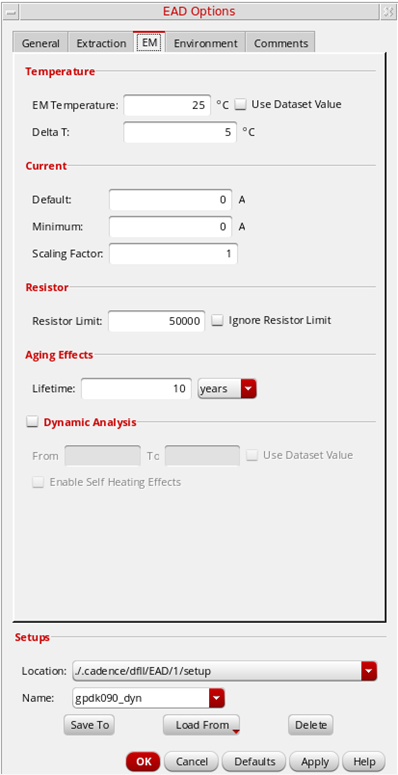 EAD Options
General Extraction EM Environment Comments
Temperature
EM Temperature: 25 °C Use Dataset Value
Delta T: 5 °C
Current
Default: 0 A
Minimum: 0 A
Scaling Factor: 1
Resistor
Resistor Limit: 50000 Ignore Resistor Limit
Aging Effects
Lifetime: 10 years
Dynamic Analysis
From To Use Dataset Value
Enable Self Heating Effects
Setups
Location: ./.cadence/dfII/EAD/1/setup
Name: gpdk090_dyn
Save To Load From Delete
OK Cancel Defaults Apply Help